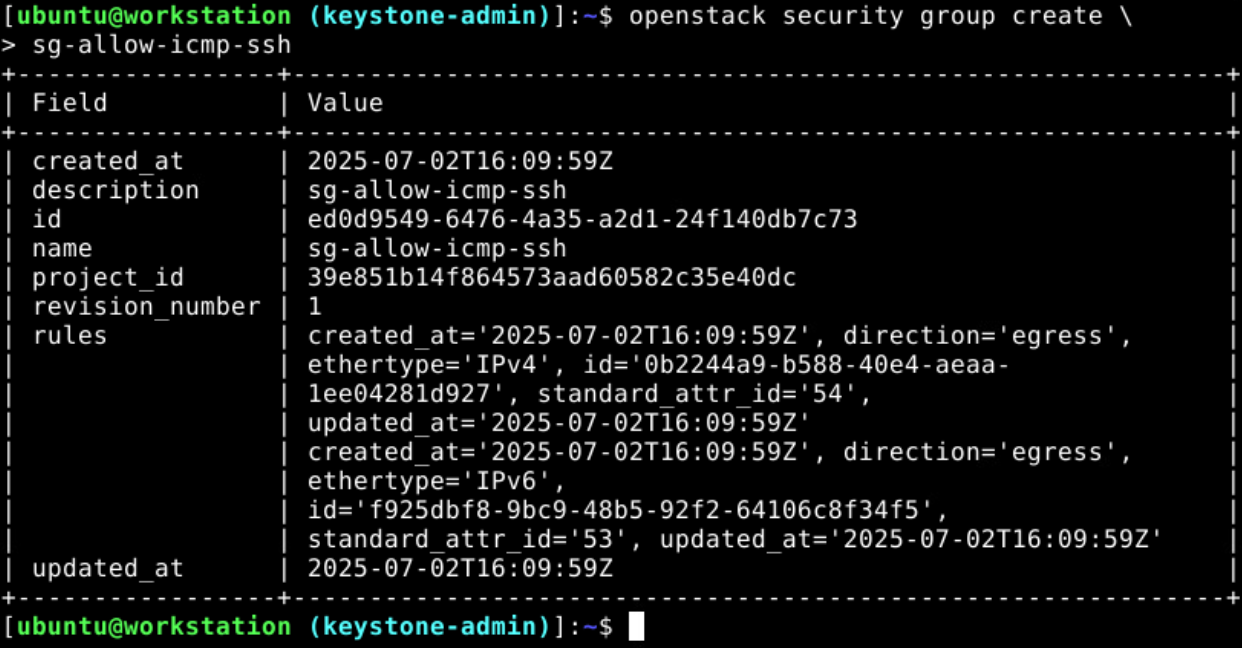 [ubuntu@workstation (keystone-admin)]:~$ openstack security group create \
> sg-allow-icmp-ssh
+-----------------+--------------------------------------------------------------+
| Field           | Value                                                        |
+-----------------+--------------------------------------------------------------+
| created_at      | 2025-07-02T16:09:59Z                                         |
| description     | sg-allow-icmp-ssh                                            |
| id              | ed0d9549-6476-4a35-a2d1-24f140db7c73                         |
| name            | sg-allow-icmp-ssh                                            |
| project_id      | 39e851b14f864573aad60582c35e40dc                             |
| revision_number | 1                                                            |
| rules           | created_at='2025-07-02T16:09:59Z', direction='egress',       |
|                 | ethertype='IPv4', id='0b2244a9-b588-40e4-aeaa-               |
|                 | 1ee04281d927', standard_attr_id='54',                        |
|                 | updated_at='2025-07-02T16:09:59Z'                            |
|                 | created_at='2025-07-02T16:09:59Z', direction='egress',       |
|                 | ethertype='IPv6',                                            |
|                 | id='f925dbf8-9bc9-48b5-92f2-64106c8f34f5',                   |
|                 | standard_attr_id='53', updated_at='2025-07-02T16:09:59Z'     |
| updated_at      | 2025-07-02T16:09:59Z                                         |
+-----------------+--------------------------------------------------------------+
[ubuntu@workstation (keystone-admin)]:~$